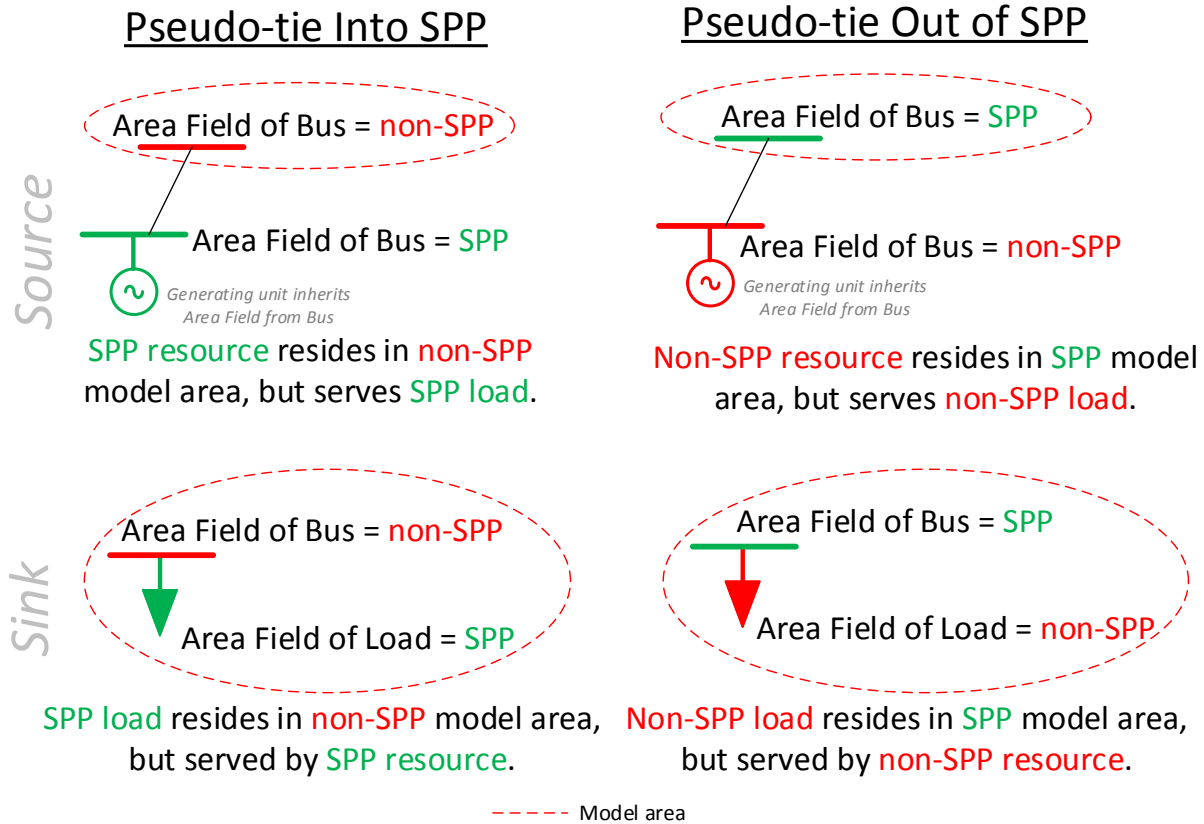 Pseudo-tie Into SPP
Pseudo-tie Out of SPP
Source
Area Field of Bus = non-SPP
Area Field of Bus = SPP
Generating unit inherits
Area Field from Bus
SPP resource resides in non-SPP
model area, but serves SPP load.
Area Field of Bus = SPP
Area Field of Bus = non-SPP
Generating unit inherits
Area Field from Bus
Non-SPP resource resides in SPP model
area, but serves non-SPP load.
Sink
Area Field of Bus = non-SPP
Area Field of Load = SPP
SPP load resides in non-SPP model area,
but served by SPP resource.
Area Field of Bus = SPP
Area Field of Load = non-SPP
Non-SPP load resides in SPP model area,
but served by non-SPP resource.
Model area